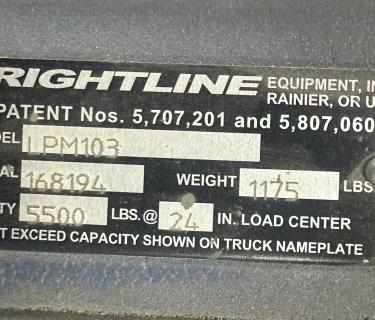 RIGHTLINE EQUIPMENT, IN
RAINIER, OR U
PATENT Nos. 5,707,201 and 5,807,060
DEL LPM103
AL 168194 WEIGHT 1175 LBS
TY 5500 LBS.@ 24 IN. LOAD CENTER
T EXCEED CAPACITY SHOWN ON TRUCK NAMEPLATE